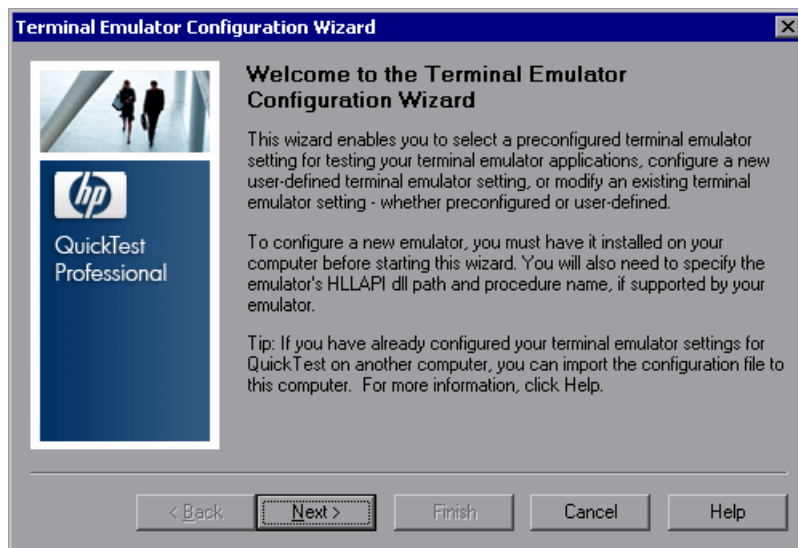 Terminal Emulator Configuration Wizard
Welcome to the Terminal Emulator
Configuration Wizard
This wizard enables you to select a preconfigured terminal emulator
setting for testing your terminal emulator applications, configure a new
user-defined terminal emulator setting, or modify an existing terminal
emulator setting - whether preconfigured or user-defined.
To configure a new emulator, you must have it installed on your
computer before starting this wizard. You will also need to specify the
emulator's HLLAPI dll path and procedure name, if supported by your
emulator.
Tip: If you have already configured your terminal emulator settings for
QuickTest on another computer, you can import the configuration file to
this computer. For more information, click Help.
hp
QuickTest
Professional
< Back
Next >
Finish
Cancel
Help